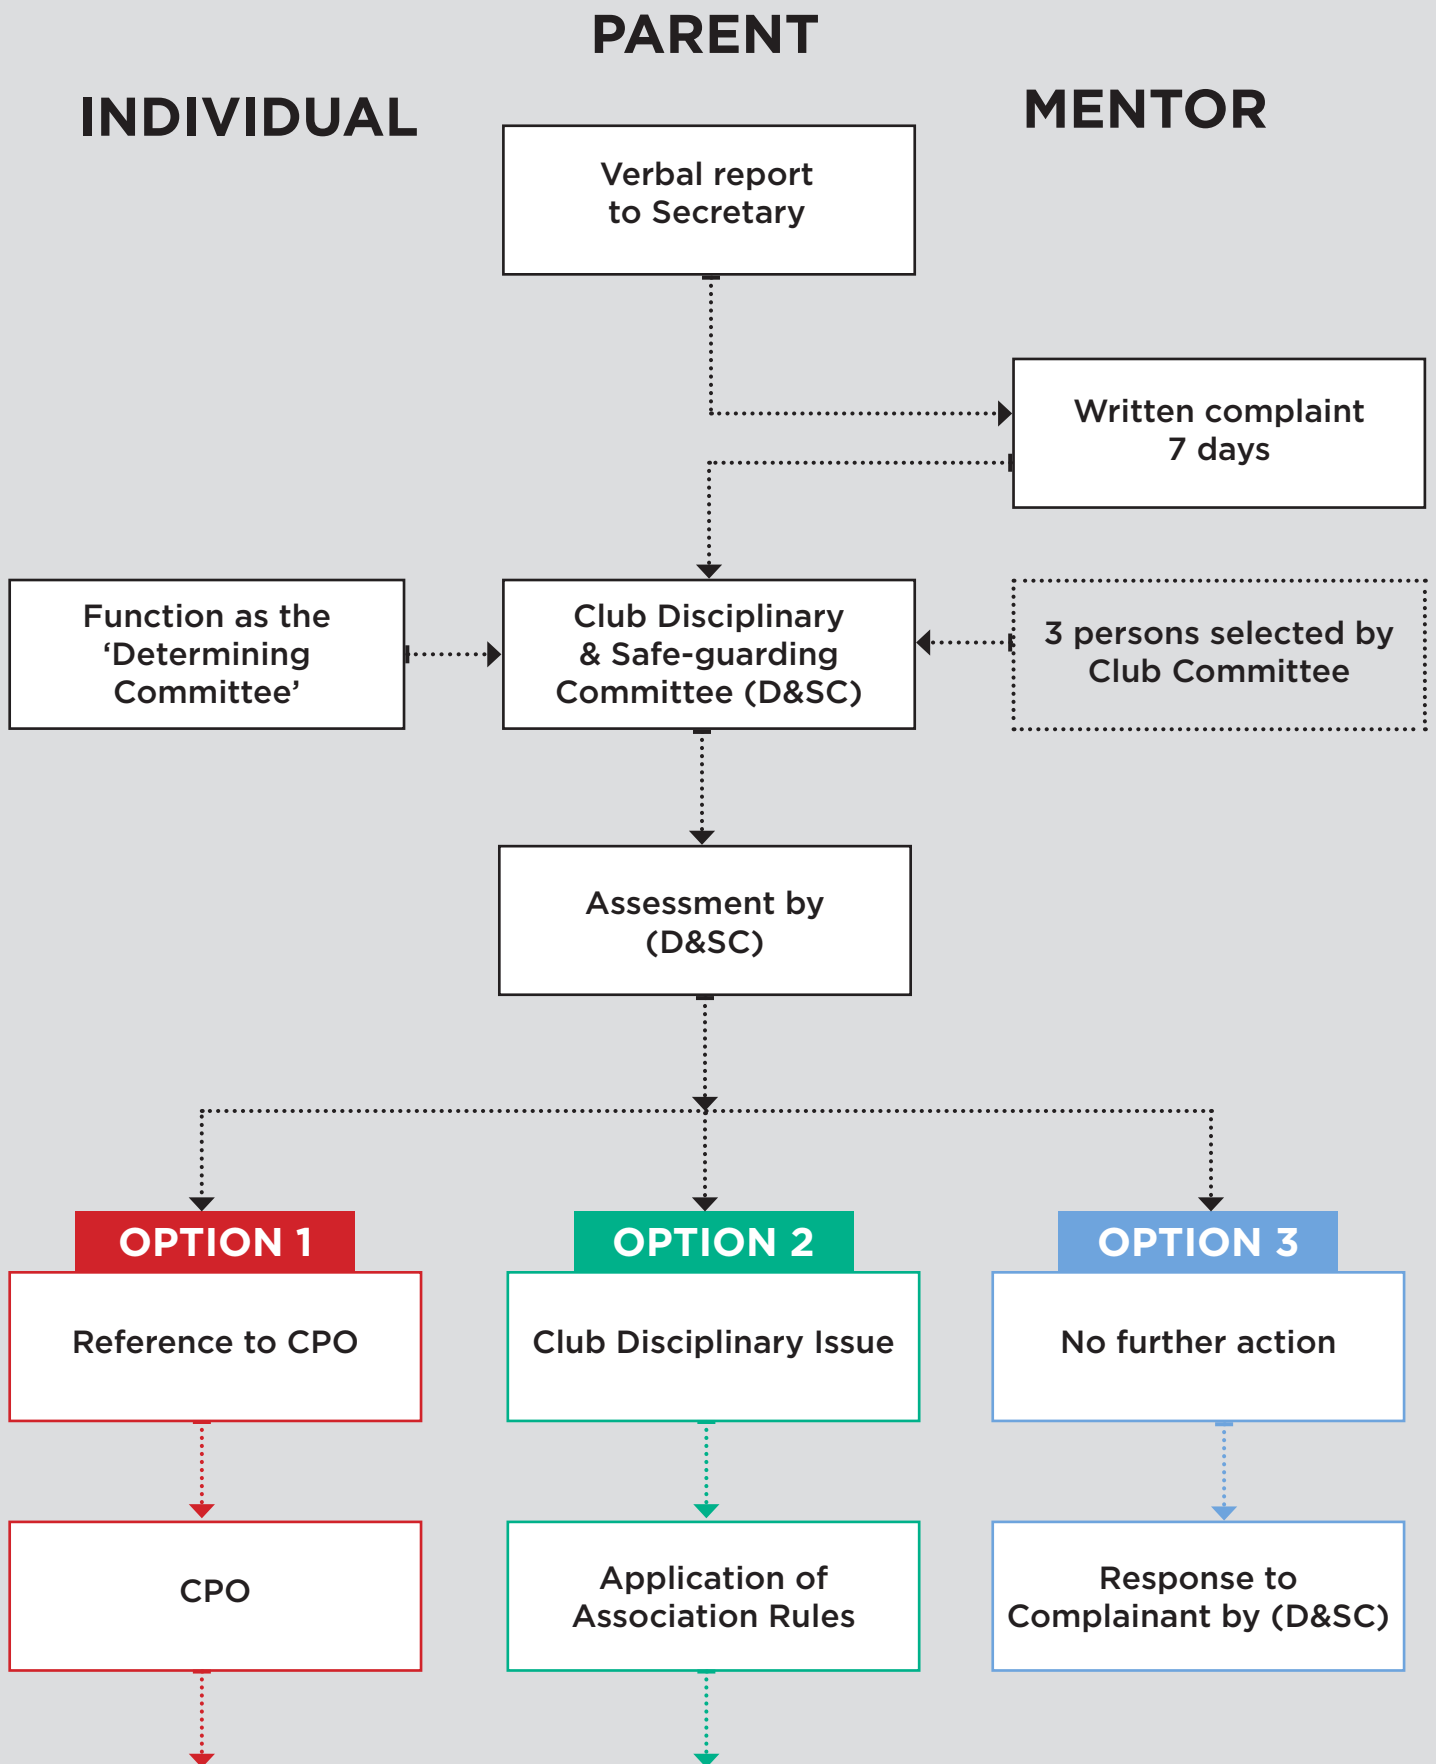 PARENT
INDIVIDUAL
MENTOR
Verbal report
to Secretary
Written complaint
7 days
Function as the
‘Determining
Committee’
Club Disciplinary
& Safe-guarding
Committee (D&SC)
3 persons selected by
Club Committee
Assessment by
(D&SC)
OPTION 1
OPTION 2
OPTION 3
Reference to CPO
Club Disciplinary Issue
No further action
CPO
Application of
Association Rules
Response to
Complainant by (D&SC)